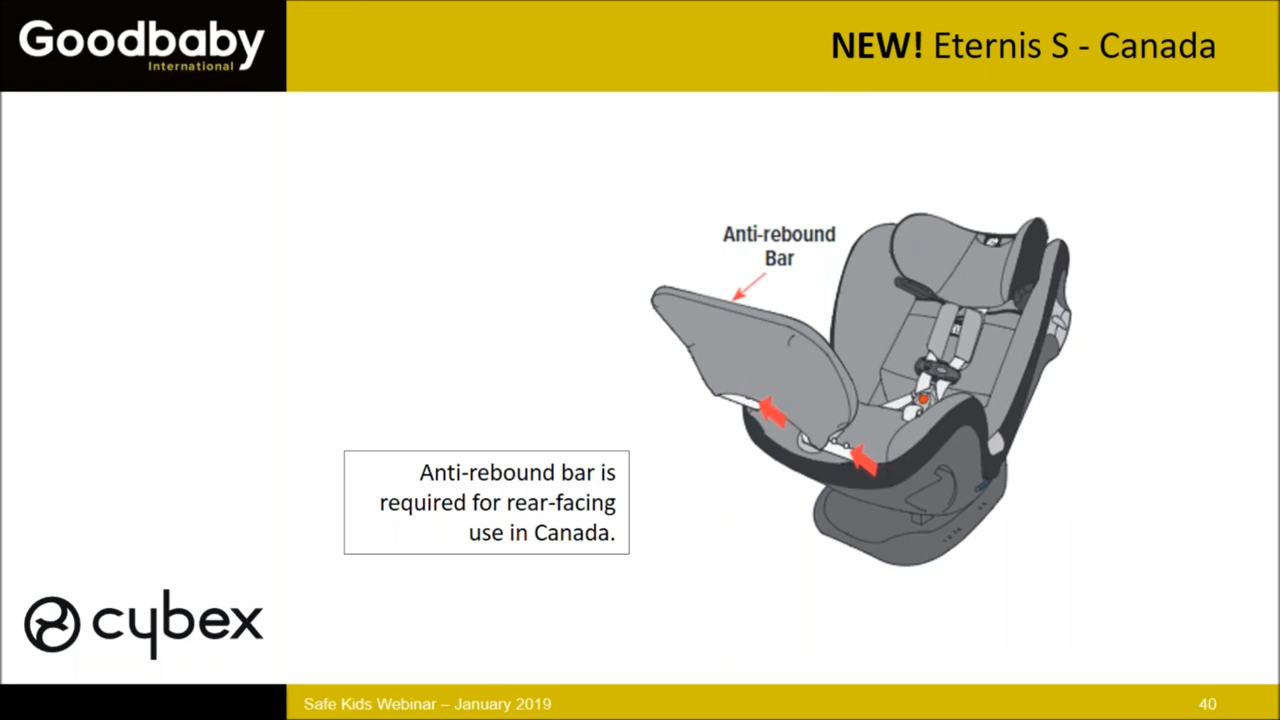 Goodbaby
International
NEW! Eternis S - Canada
Anti-rebound
Bar
Anti-rebound bar is
required for rear-facing
use in Canada.
cybex
Safe Kids Webinar – January 2019
40